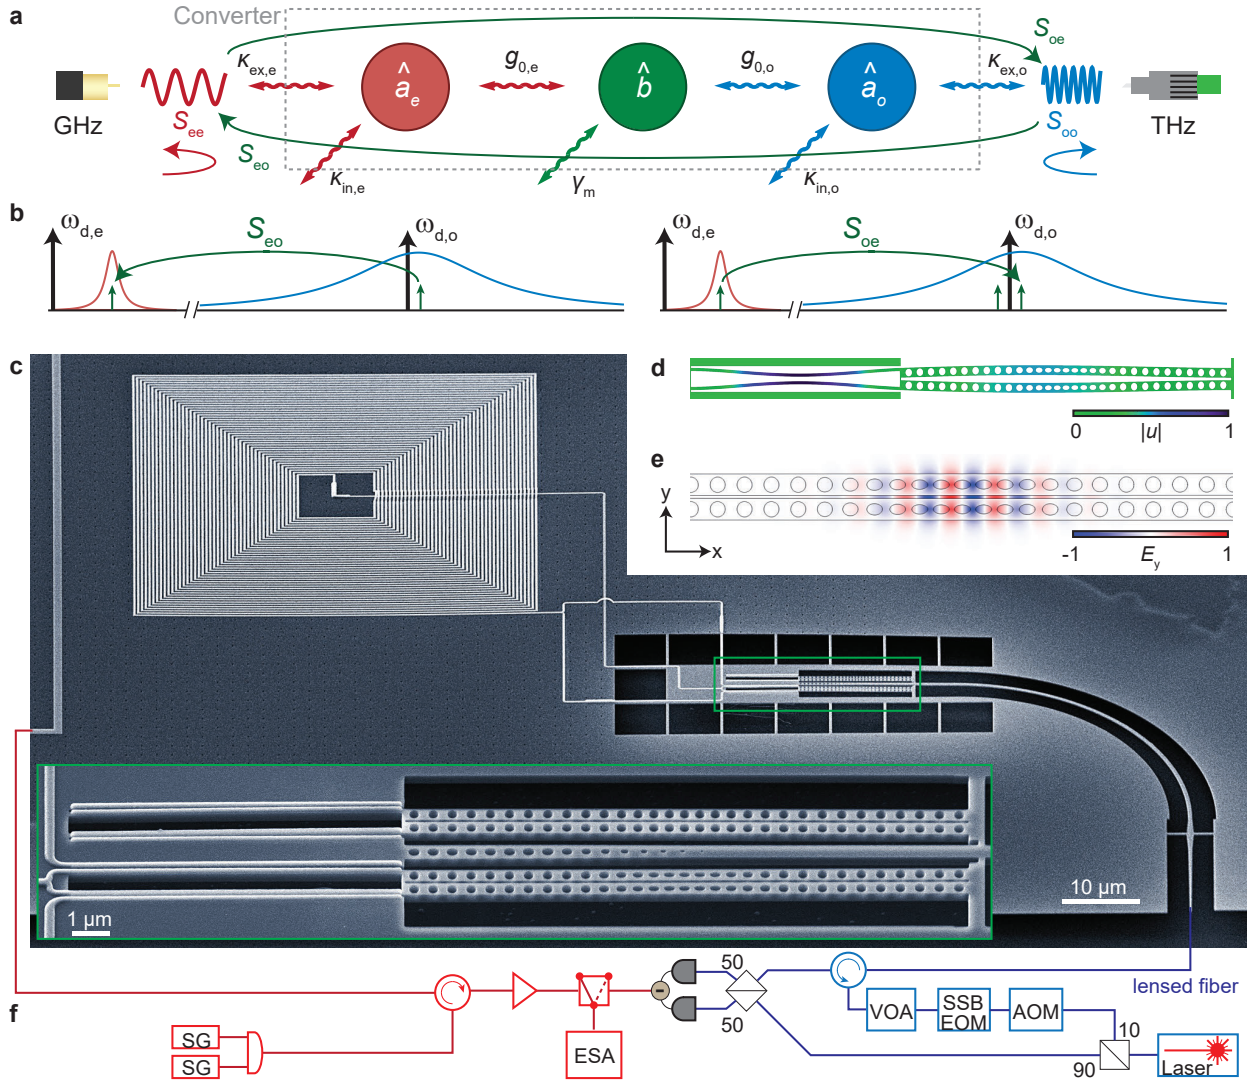 a
Converter
κex,e
g0,e
g0,o
κex,o
Soe
âe
b̂
âo
GHz
See
Seo
κin,e
γm
κin,o
Soo
THz
b
ωd,e
Seo
ωd,o
ωd,e
Soe
ωd,o
c
d
0 |u| 1
e
y
x
-1 Ey 1
1 μm
10 μm
lensed fiber
f
SG
SG
ESA
-
50
50
VOA
SSB
EOM
AOM
10
90
Laser